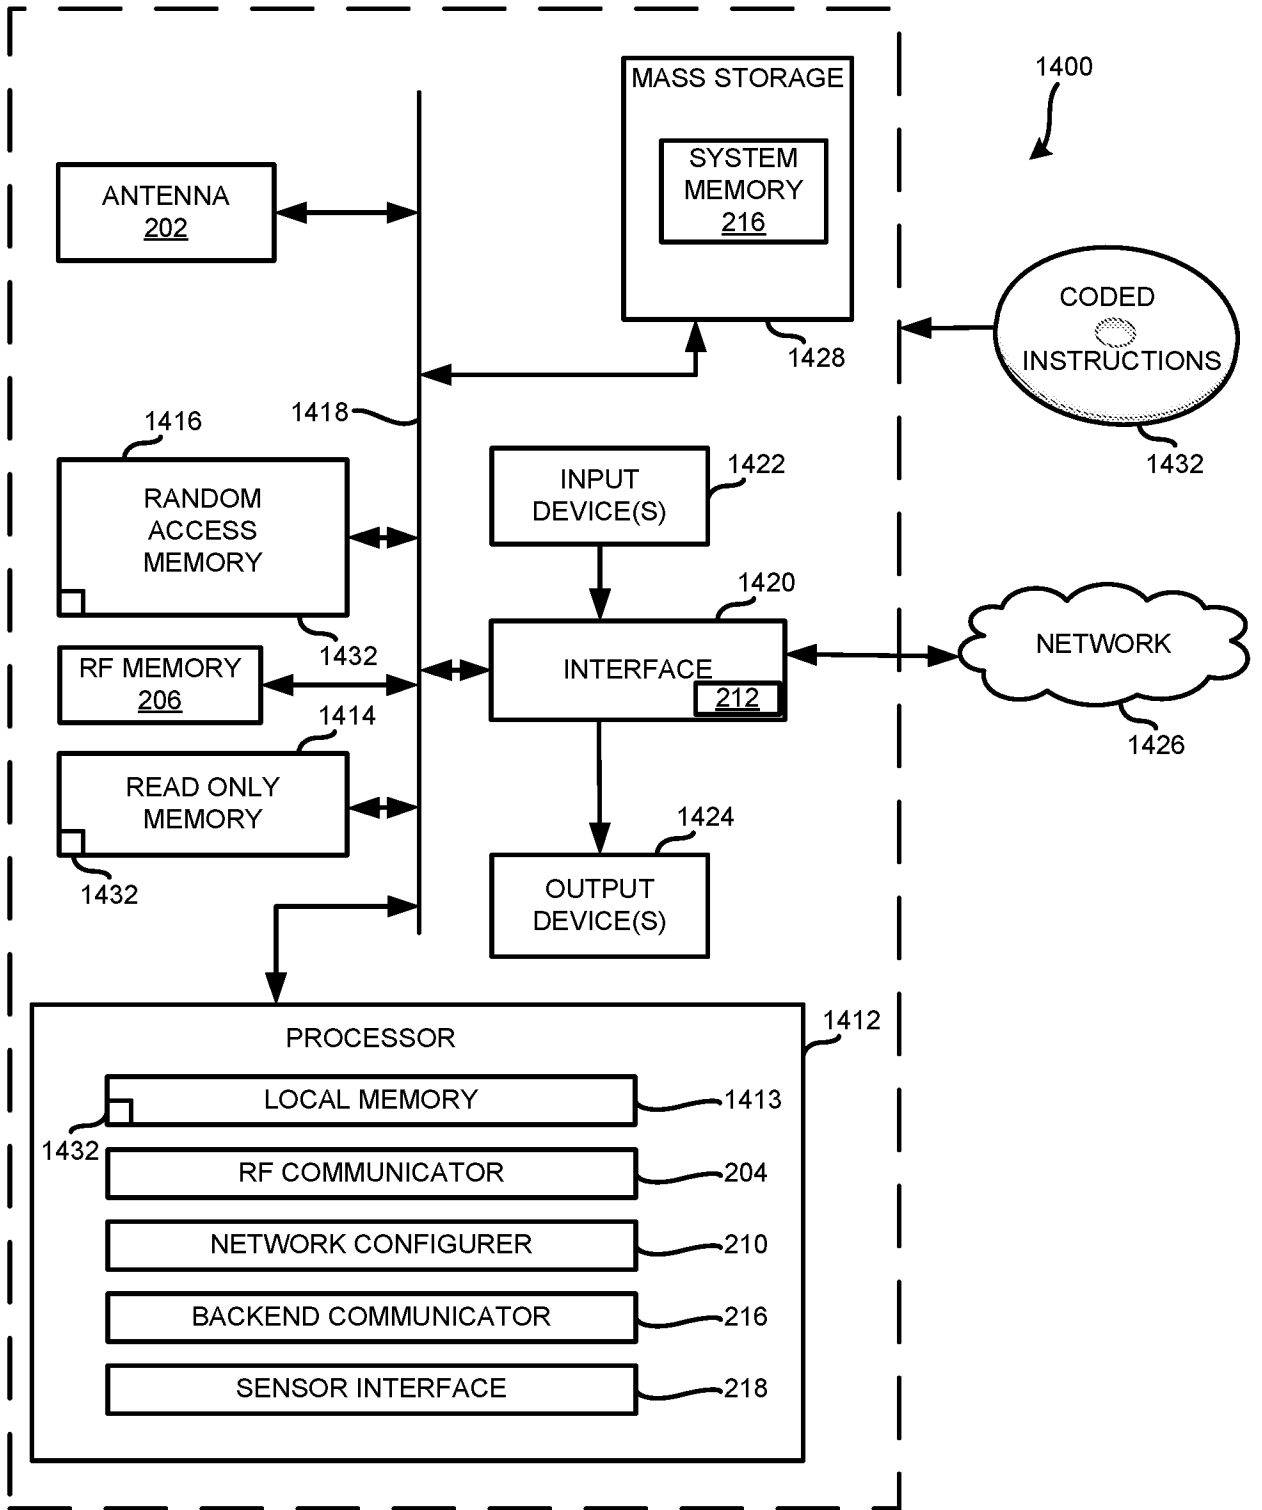 MASS STORAGE
1400
SYSTEM
MEMORY
216
ANTENNA
202
CODED
INSTRUCTIONS
1428
1418
1416
1432
INPUT
DEVICE(S)
1422
RANDOM
ACCESS
MEMORY
1420
1432
NETWORK
RF MEMORY
206
INTERFACE
212
1414
1426
READ ONLY
MEMORY
1424
1432
OUTPUT
DEVICE(S)
1412
PROCESSOR
LOCAL MEMORY
1413
1432
RF COMMUNICATOR
204
NETWORK CONFIGURER
210
BACKEND COMMUNICATOR
216
SENSOR INTERFACE
218